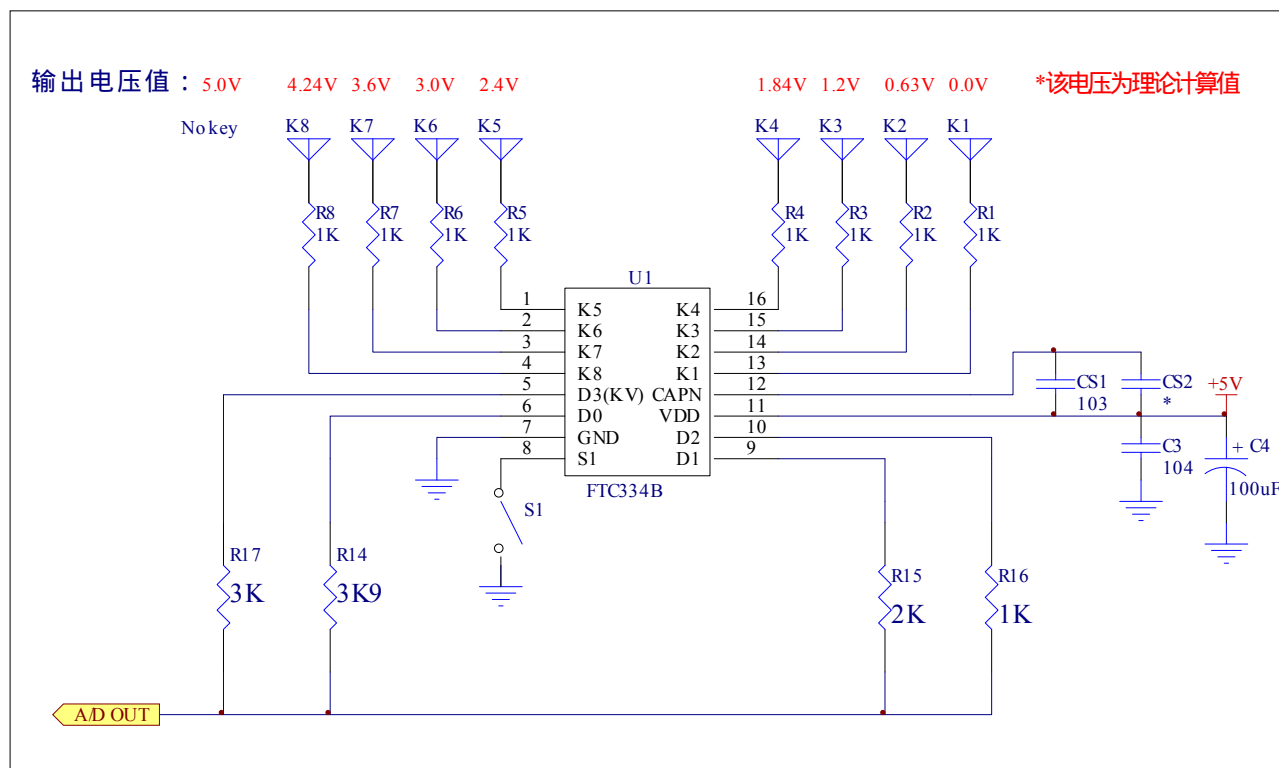 输出电压值： 5.0V 4.24V 3.6V 3.0V 2.4V 1.84V 1.2V 0.63V 0.0V *该电压为理论计算值
No key K8 K7 K6 K5 K4 K3 K2 K1
R8 R7 R6 R5 R4 R3 R2 R1
1K 1K 1K 1K 1K 1K 1K 1K
U1
1 K5 K4 16
2 K6 K3 15
3 K7 K2 14
4 K8 K1 13
5 D3(KV) CAPN 12
6 D0 VDD 11
7 GND D2 10
8 S1 D1 9
FTC334B
CS1
103
CS2
*
+5V
C3
104
+ C4
100uF
S1
R17
3K
R14
3K9
R15
2K
R16
1K
A/D OUT